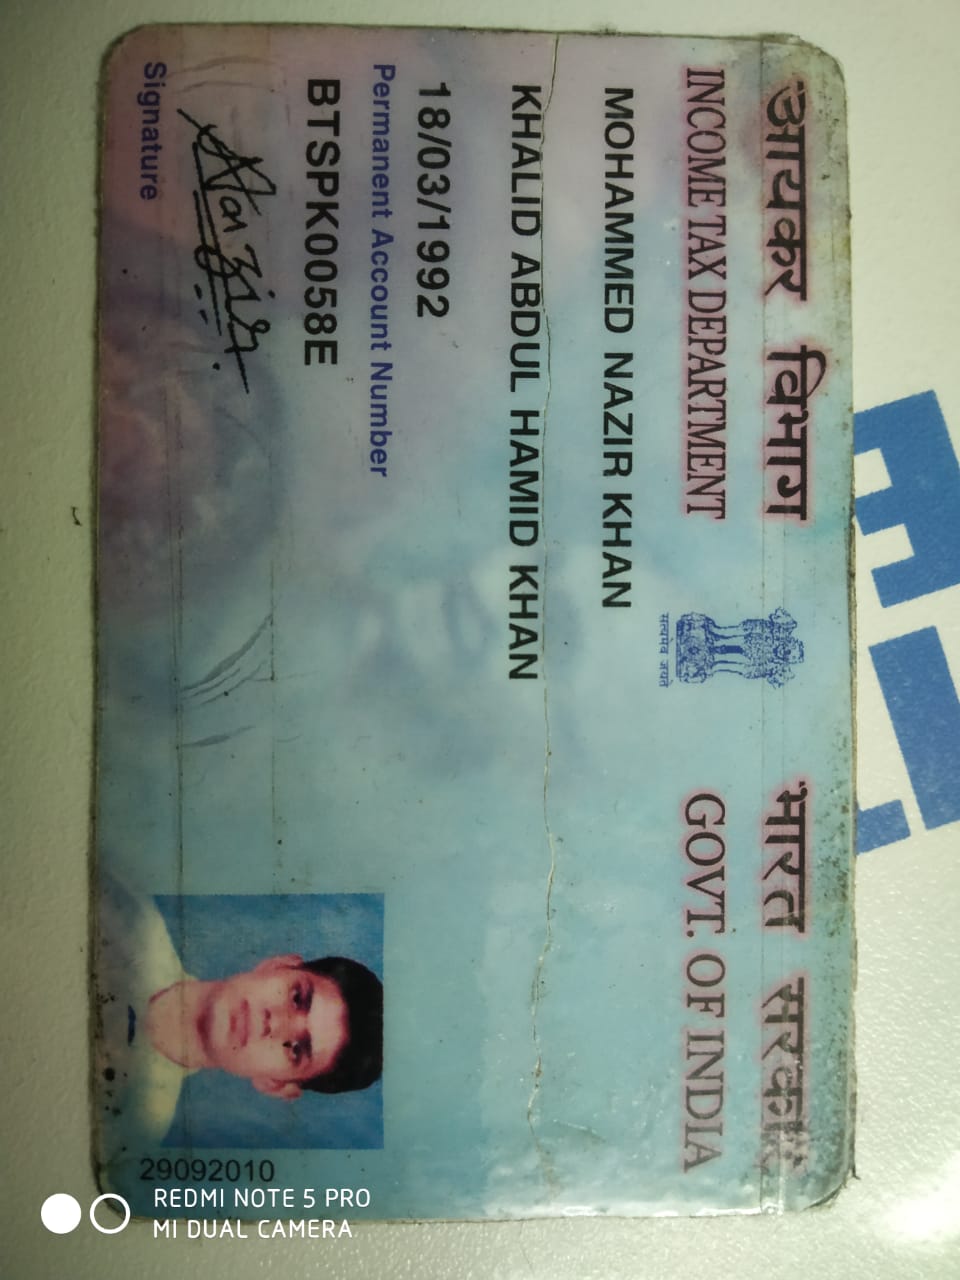 आयकर विभाग
INCOME TAX DEPARTMENT
सत्यमेव जयते
भारत सरकार
GOVT. OF INDIA
MOHAMMED NAZIR KHAN
KHALID ABDUL HAMID KHAN
18/03/1992
Permanent Account Number
BTSPK0058E
Signature
29092010
REDMI NOTE 5 PRO
MI DUAL CAMERA